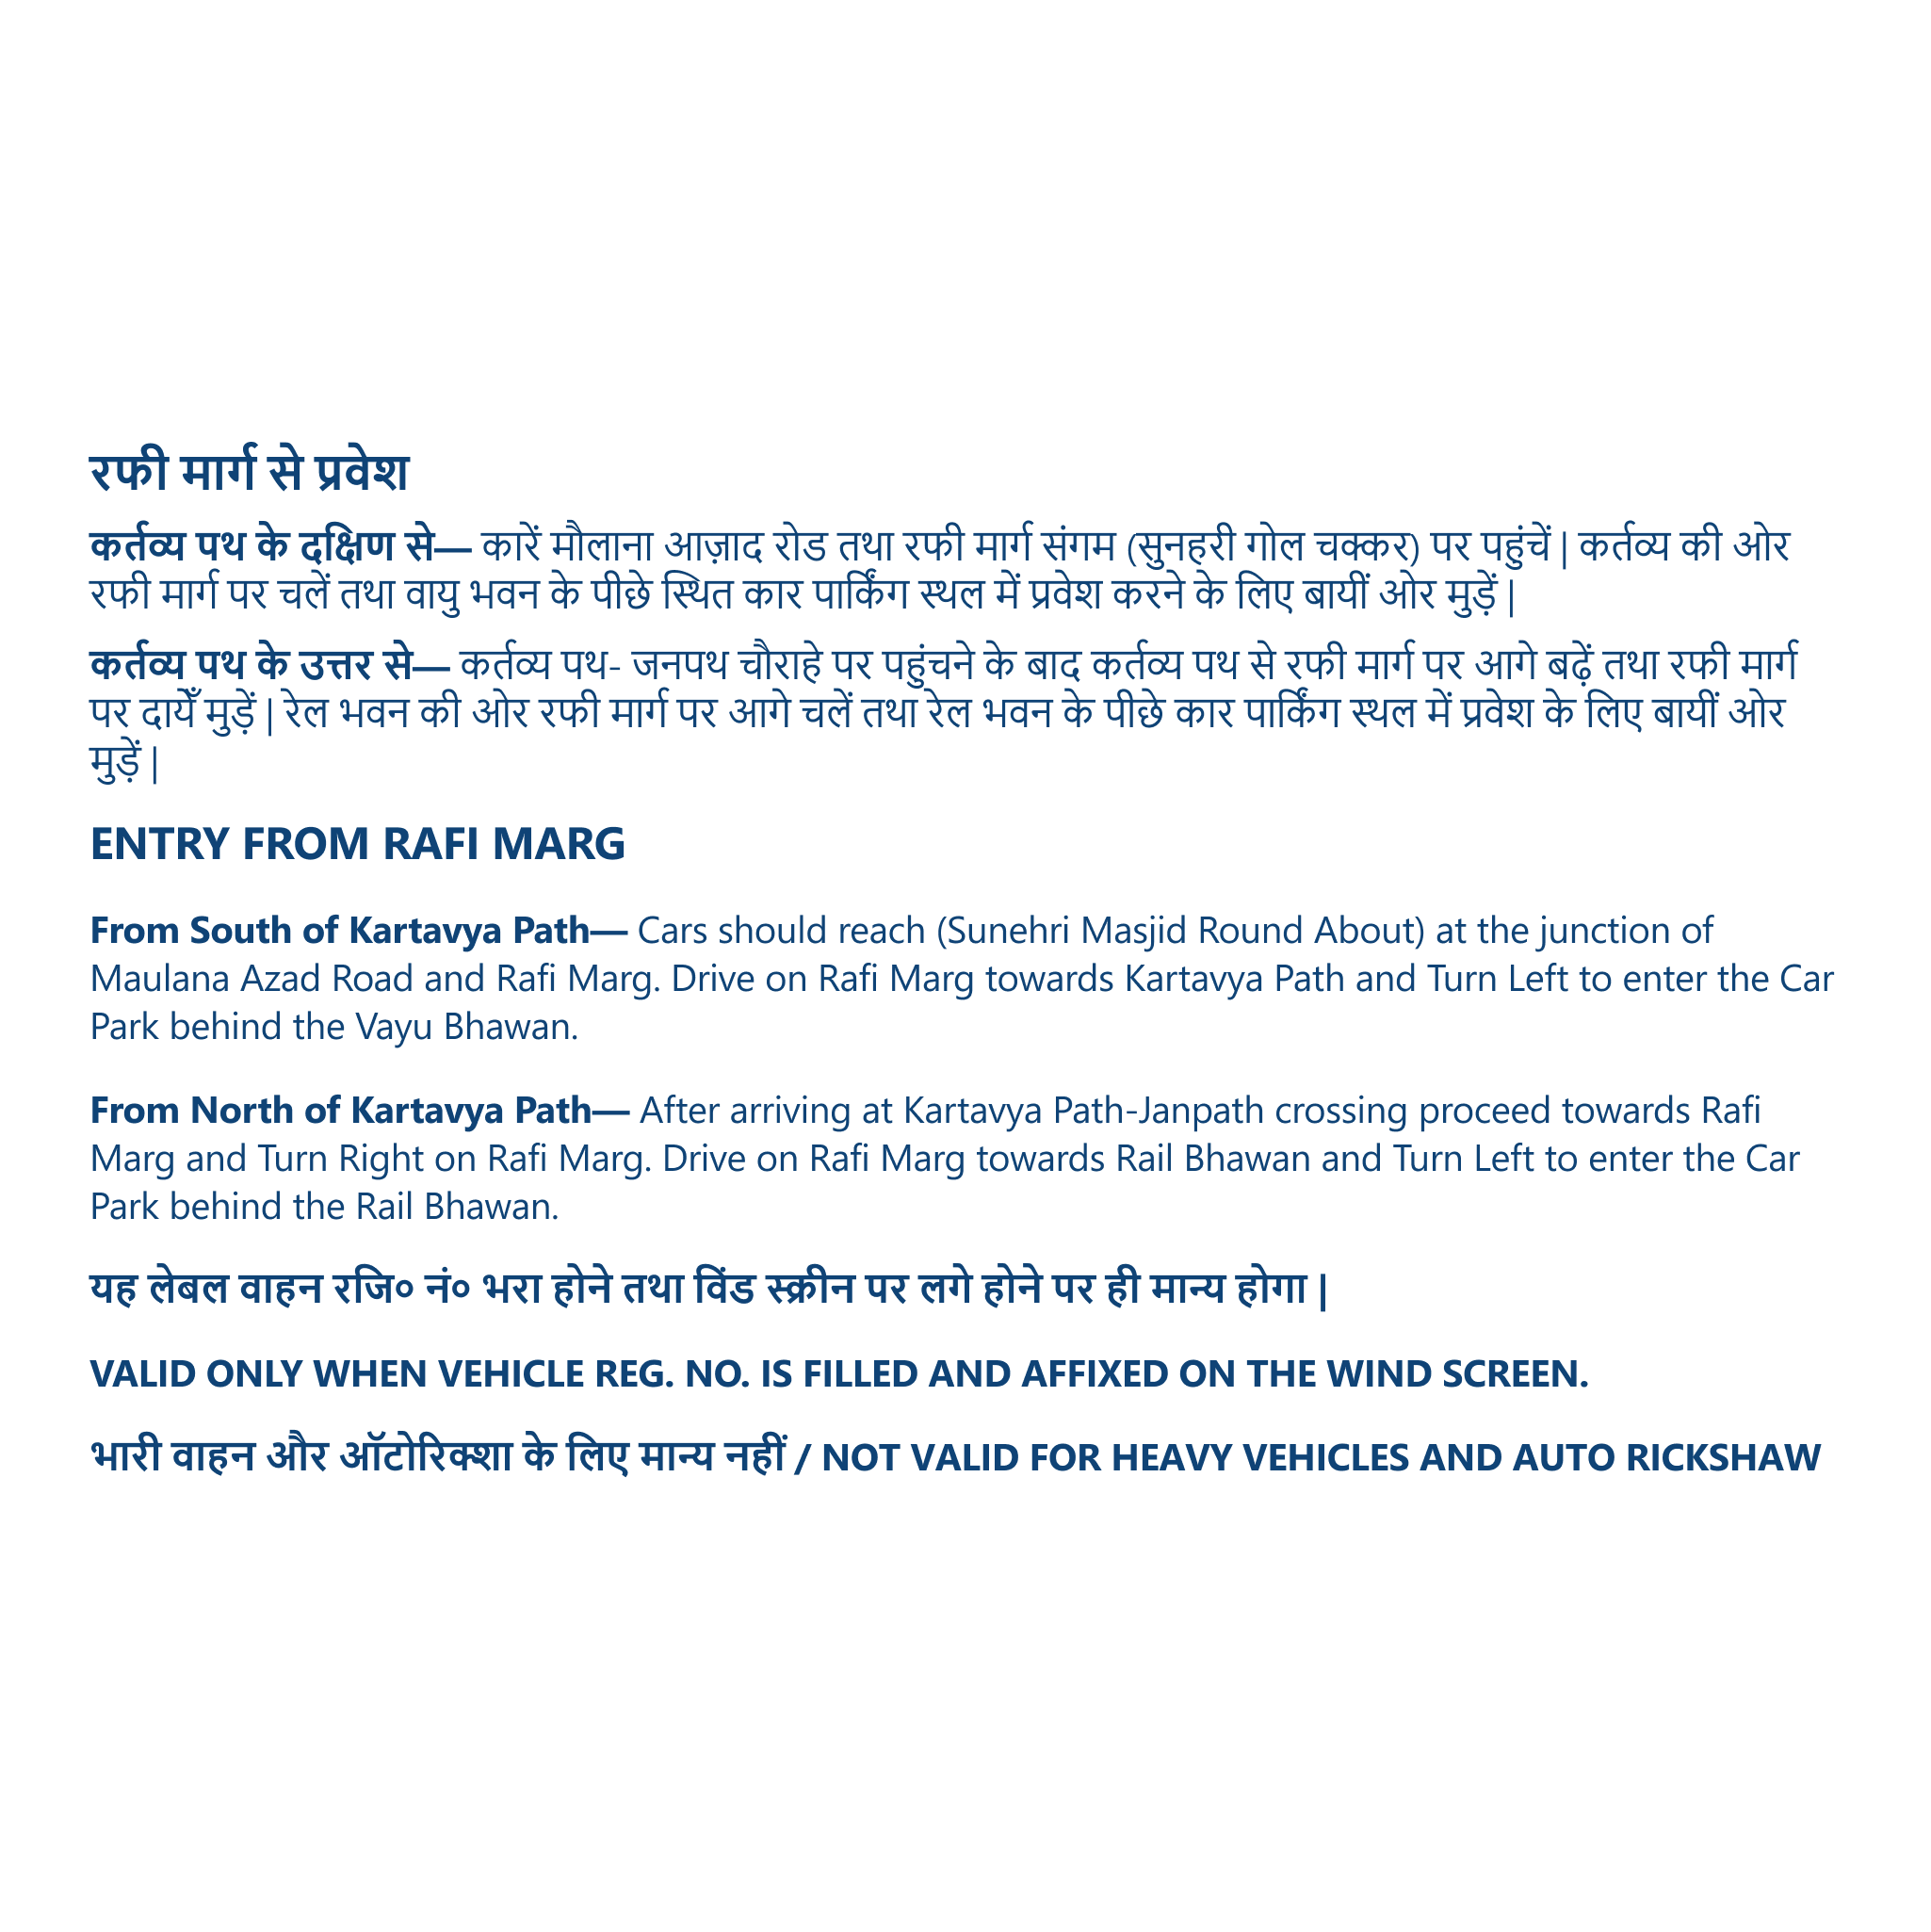 रफी मार्ग से प्रवेश
कर्तव्य पथ के दक्षिण से— कारें मौलाना आज़ाद रोड तथा रफी मार्ग संगम (सुनहरी गोल चक्कर) पर पहुंचें | कर्तव्य की ओर
रफी मार्ग पर चलें तथा वायु भवन के पीछे स्थित कार पार्किंग स्थल में प्रवेश करने के लिए बायीं ओर मुड़ें |
कर्तव्य पथ के उत्तर से— कर्तव्य पथ- जनपथ चौराहे पर पहुंचने के बाद कर्तव्य पथ से रफी मार्ग पर आगे बढ़ें तथा रफी मार्ग
पर दायेँ मुड़ें | रेल भवन की ओर रफी मार्ग पर आगे चलें तथा रेल भवन के पीछे कार पार्किंग स्थल में प्रवेश के लिए बायीं ओर
मुड़ें |
ENTRY FROM RAFI MARG
From South of Kartavya Path— Cars should reach (Sunehri Masjid Round About) at the junction of
Maulana Azad Road and Rafi Marg. Drive on Rafi Marg towards Kartavya Path and Turn Left to enter the Car
Park behind the Vayu Bhawan.
From North of Kartavya Path— After arriving at Kartavya Path-Janpath crossing proceed towards Rafi
Marg and Turn Right on Rafi Marg. Drive on Rafi Marg towards Rail Bhawan and Turn Left to enter the Car
Park behind the Rail Bhawan.
यह लेबल वाहन रजि० नं० भरा होने तथा विंड स्क्रीन पर लगे होने पर ही मान्य होगा |
VALID ONLY WHEN VEHICLE REG. NO. IS FILLED AND AFFIXED ON THE WIND SCREEN.
भारी वाहन और ऑटोरिक्शा के लिए मान्य नहीं / NOT VALID FOR HEAVY VEHICLES AND AUTO RICKSHAW